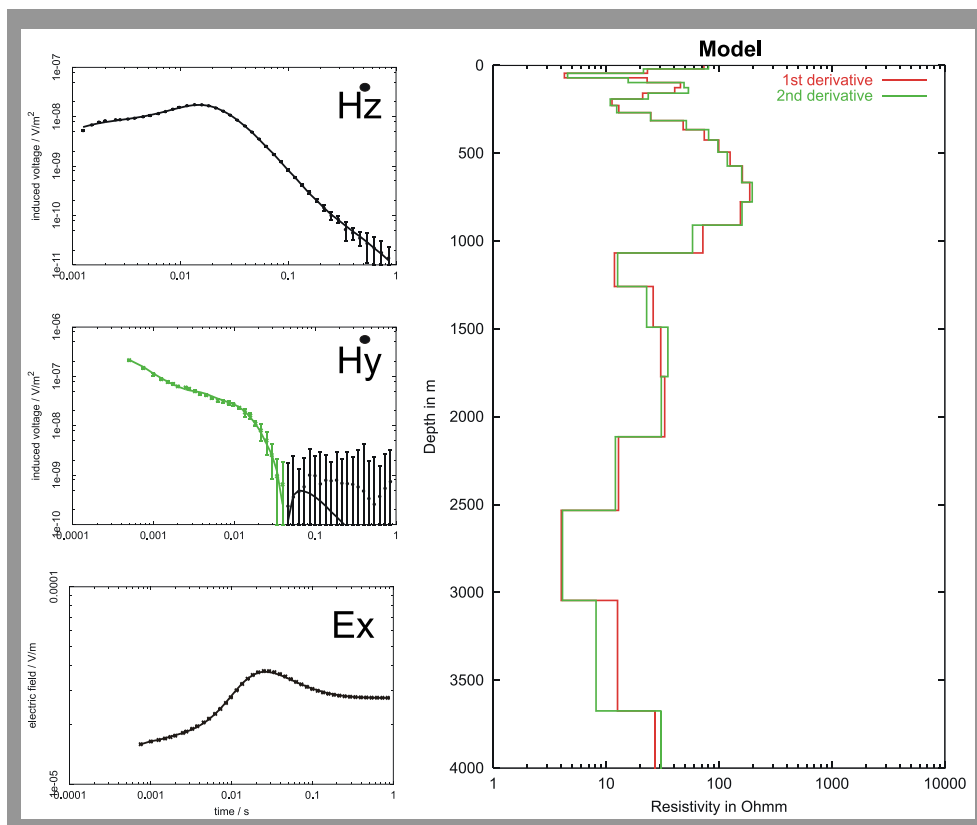 1e-07
1e-08
1e-09
1e-10
1e-11
induced voltage / V/m²
Hz
0.001 0.01 0.1 1
1e-06
1e-07
1e-08
1e-09
1e-10
induced voltage / V/m²
Hy
0.0001 0.001 0.01 0.1 1
0.0001
1e-05
electric field / V/m
Ex
0.0001 0.001 0.01 0.1 1
time / s
Model
1st derivative
2nd derivative
0
500
1000
1500
2000
2500
3000
3500
4000
Depth in m
1 10 100 1000 10000
Resistivity in Ohmm